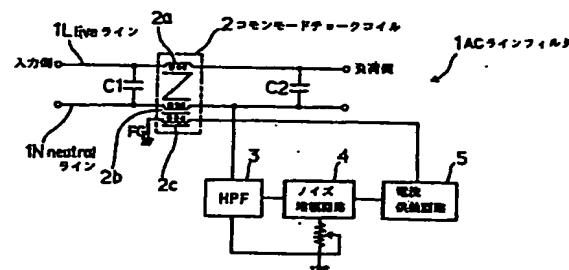 1L live ライン
2a
2 コモンモードチョークコイル
1 ACラインフィルタ
入力側
負荷側
C1
C2
1N neutral
ライン
FG
2b
2c
3
4
5
HPF
ノイズ
増幅回路
電流
供給回路